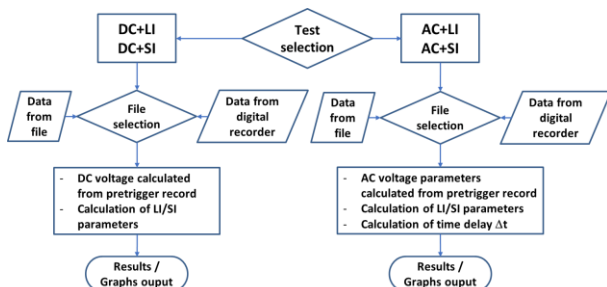 DC+LI
DC+SI
Test
selection
AC+LI
AC+SI
Data
from
file
File
selection
Data from
digital
recorder
Data
from
file
File
selection
Data from
digital
recorder
- DC voltage calculated
from pretrigger record
- Calculation of LI/SI
parameters
- AC voltage parameters
calculated from pretrigger record
- Calculation of LI/SI parameters
- Calculation of time delay Δt
Results /
Graphs ouput
Results /
Graphs ouput